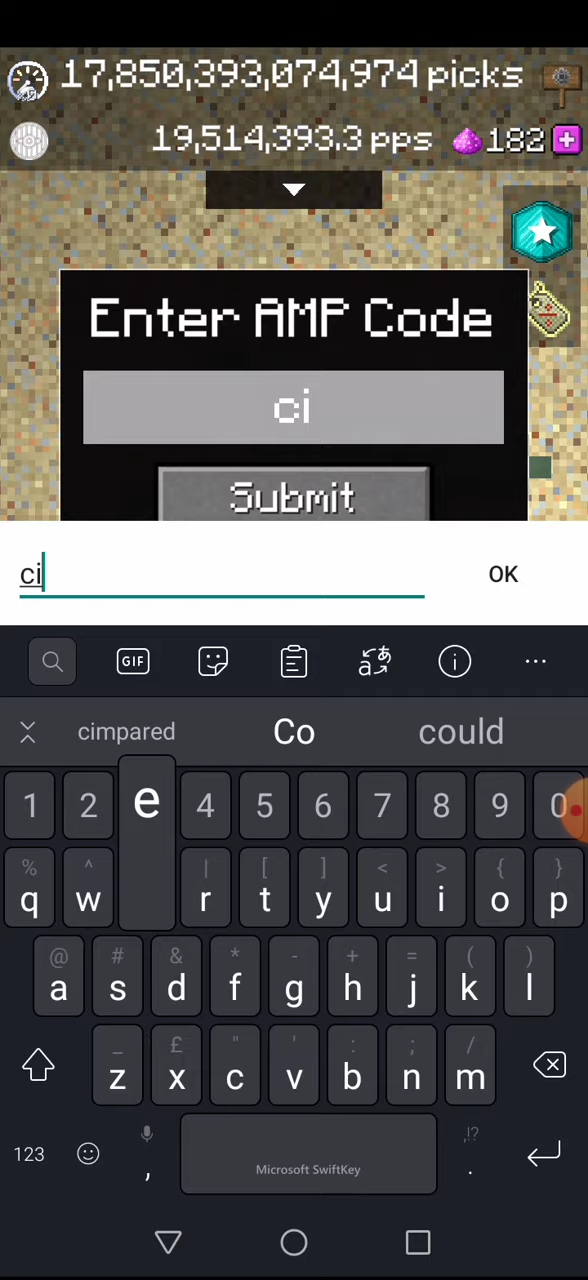 17,850,393,074,974 picks
19,514,393.3 pps 182 +
Enter AMP Code
ci
Submit
ci OK
GIF
cimpared Co could
1 2 e 4 5 6 7 8 9 0
% ^ | [ ] < > { }
q w r t y u i o p
@ # & * - + = ( )
a s d f g h j k l
_ £ " ' : ; /
z x c v b n m
123 , Microsoft SwiftKey ,!? .